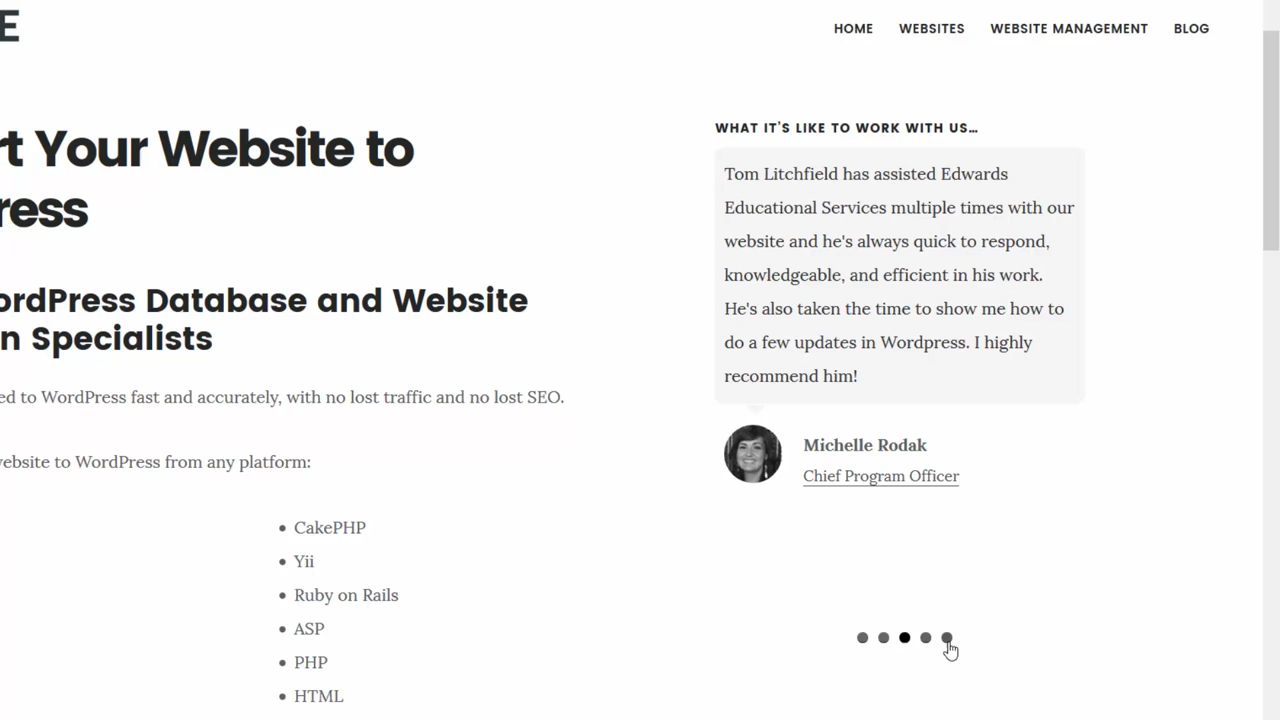 E
HOME WEBSITES WEBSITE MANAGEMENT BLOG
rt Your Website to
ress
ordPress Database and Website
n Specialists
ed to WordPress fast and accurately, with no lost traffic and no lost SEO.
website to WordPress from any platform:
• CakePHP
• Yii
• Ruby on Rails
• ASP
• PHP
• HTML
WHAT IT'S LIKE TO WORK WITH US...
Tom Litchfield has assisted Edwards
Educational Services multiple times with our
website and he's always quick to respond,
knowledgeable, and efficient in his work.
He's also taken the time to show me how to
do a few updates in Wordpress. I highly
recommend him!
Michelle Rodak
Chief Program Officer